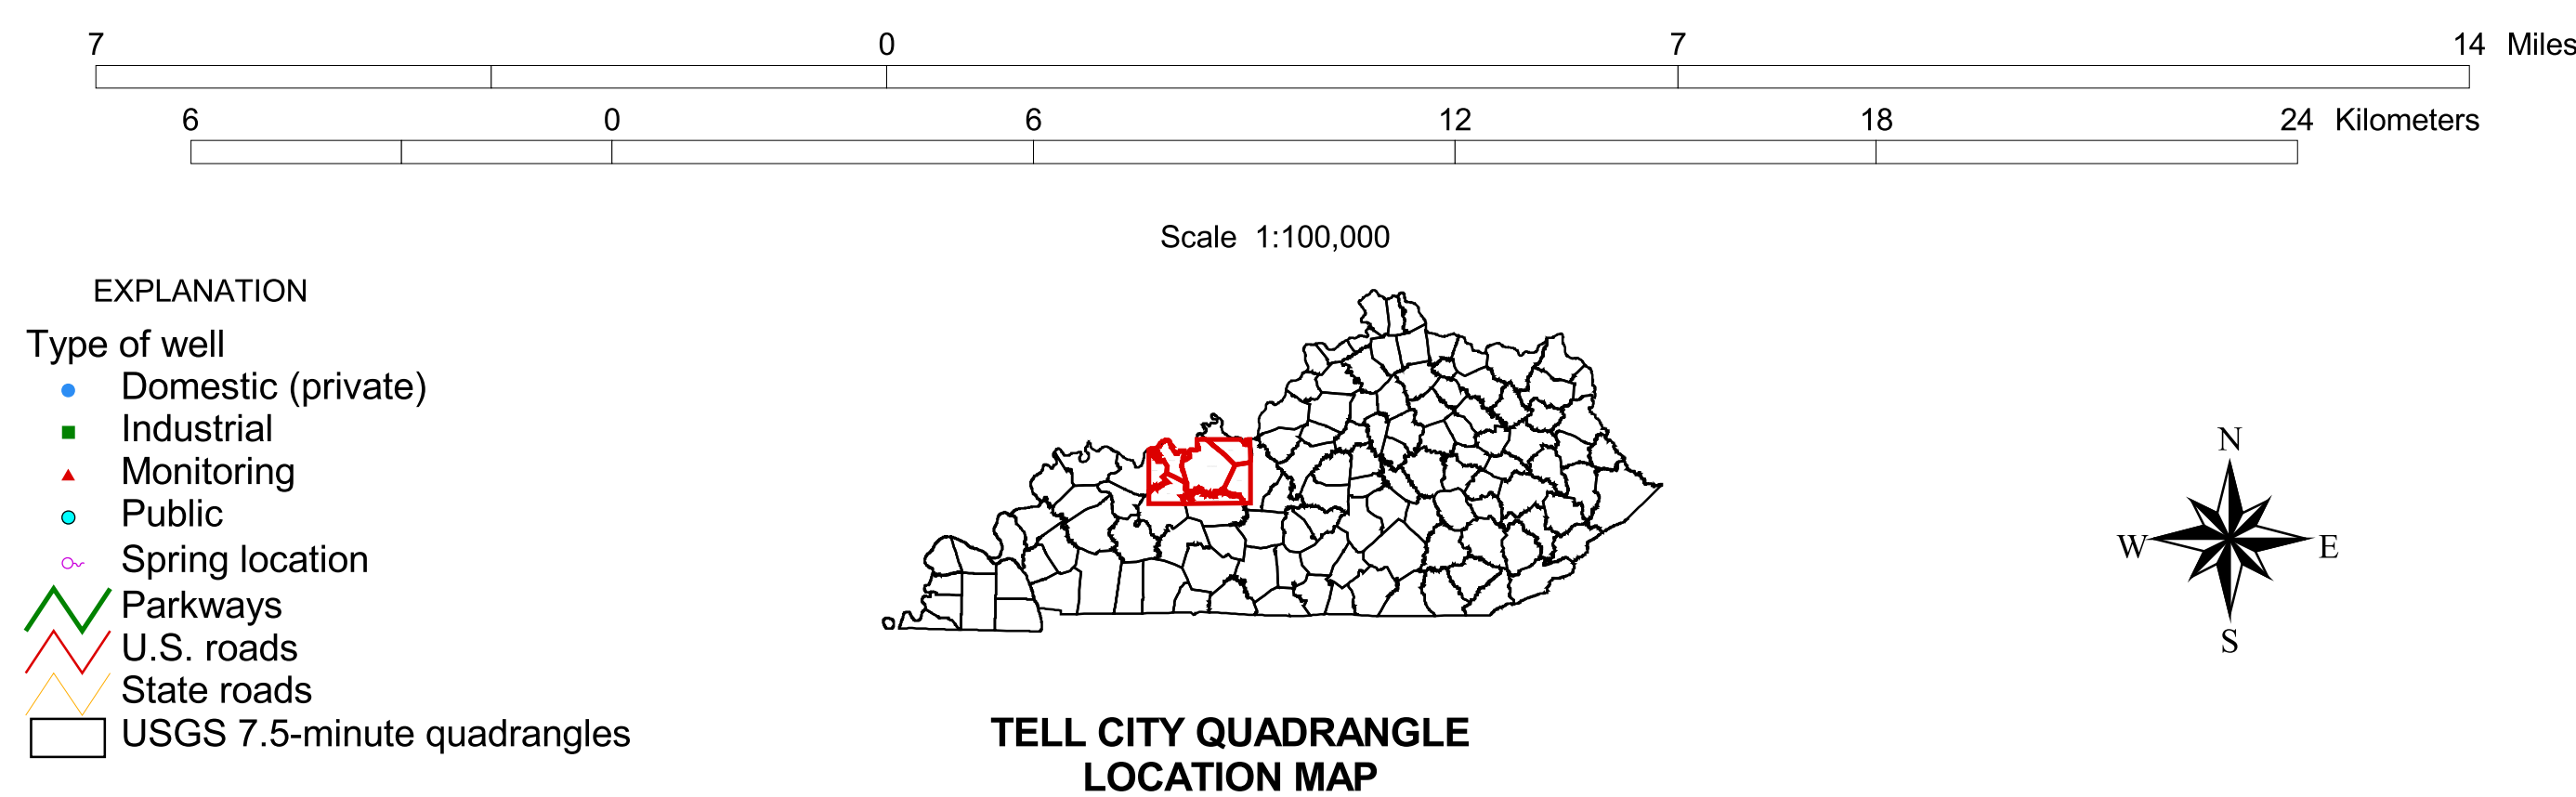 7 0 7 14 Miles
6 0 6 12 18 24 Kilometers
Scale 1:100,000
EXPLANATION
Type of well
Domestic (private)
Industrial
Monitoring
Public
Spring location
Parkways
U.S. roads
State roads
USGS 7.5-minute quadrangles
TELL CITY QUADRANGLE
LOCATION MAP
N
W E
S